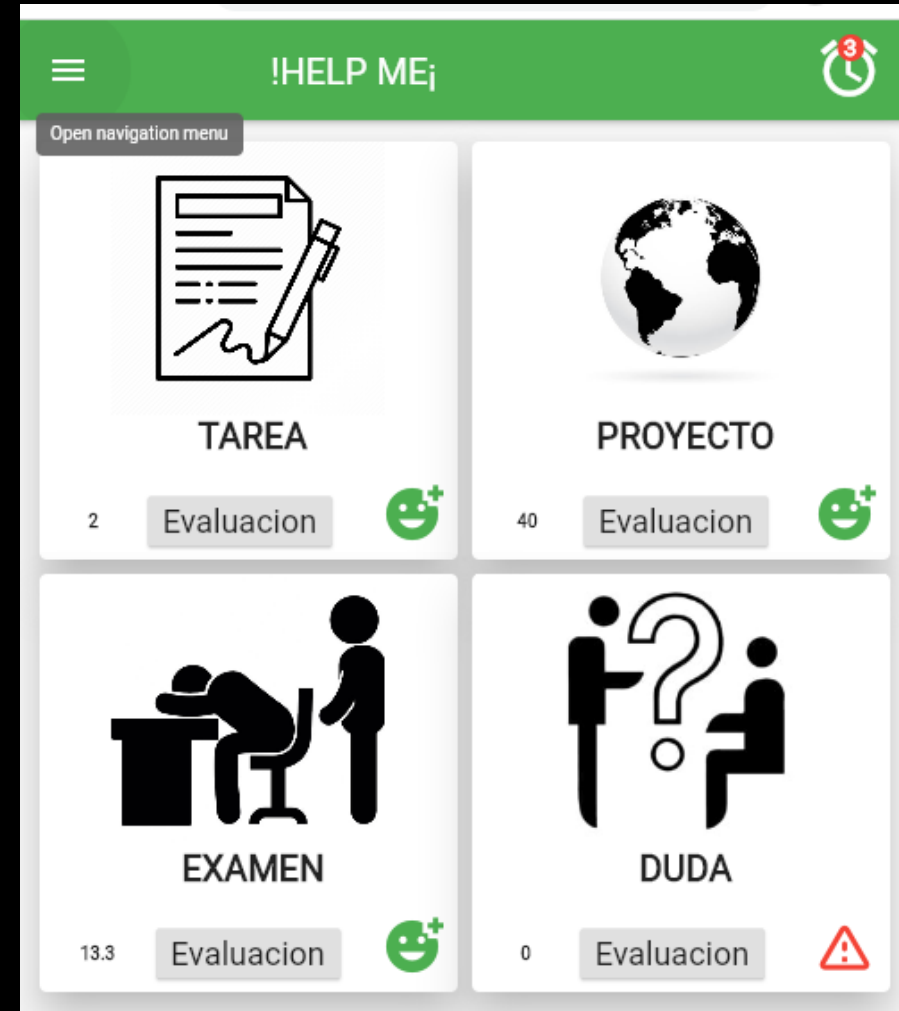 !HELP ME¡
3
Open navigation menu
TAREA
2 Evaluacion
PROYECTO
40 Evaluacion
EXAMEN
13.3 Evaluacion
DUDA
0 Evaluacion